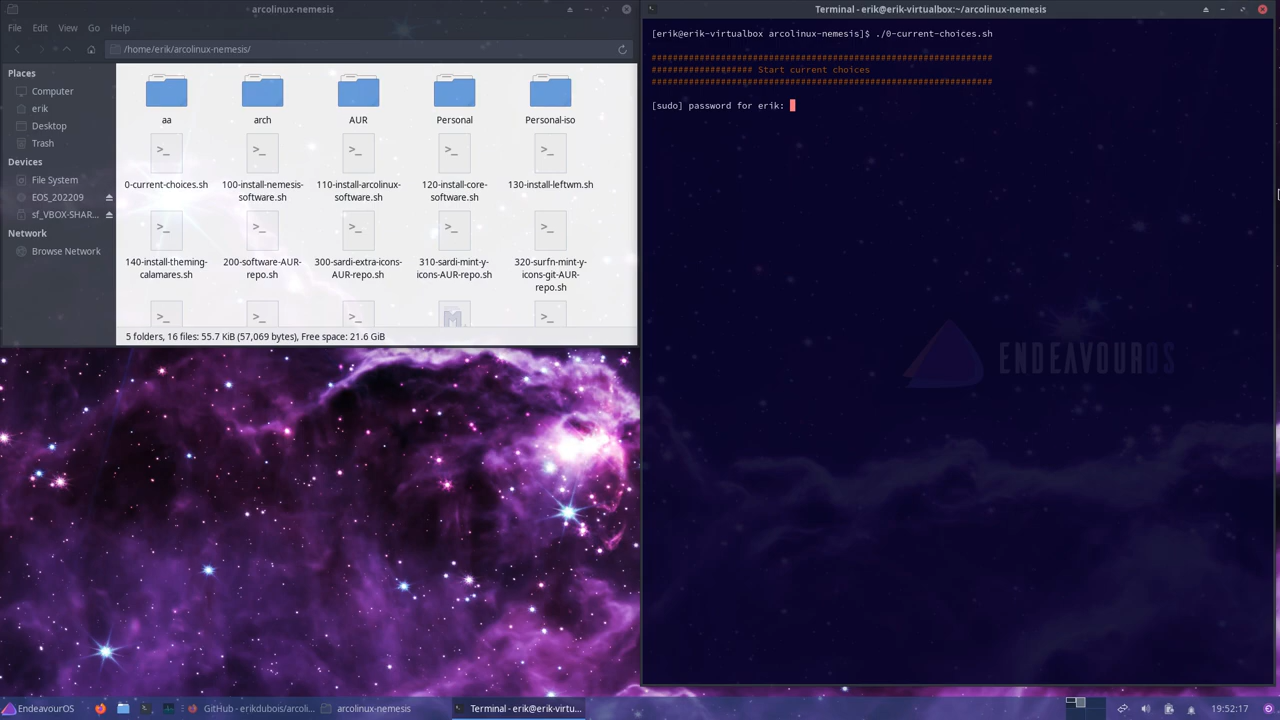 arcolinux-nemesis
File Edit View Go Help
/home/erik/arcolinux-nemesis/
Places
Computer
erik
Desktop
Trash
Devices
File System
EOS_202209
sf_VBOX-SHAR...
Network
Browse Network
aa
arch
AUR
Personal
Personal-iso
>_
>_
>_
>_
>_
0-current-choices.sh
100-install-nemesis-
software.sh
110-install-arcolinux-
software.sh
120-install-core-
software.sh
130-install-leftwm.sh
>_
>_
>_
>_
>_
140-install-theming-
calamares.sh
200-software-AUR-
repo.sh
300-sardi-extra-icons-
AUR-repo.sh
310-sardi-mint-y-
icons-AUR-repo.sh
320-surfn-mint-y-
icons-git-AUR-
repo.sh
>_
>_
>_
>_
5 folders, 16 files: 55.7 KiB (57,069 bytes), Free space: 21.6 GiB
Terminal - erik@erik-virtualbox:~/arcolinux-nemesis
[erik@erik-virtualbox arcolinux-nemesis]$ ./0-current-choices.sh
################################################################
################### Start current choices
################################################################
[sudo] password for erik:
ENDEAVOUROS
EndeavourOS
GitHub - erikdubois/arcoli...
arcolinux-nemesis
Terminal - erik@erik-virtu...
19:52:17